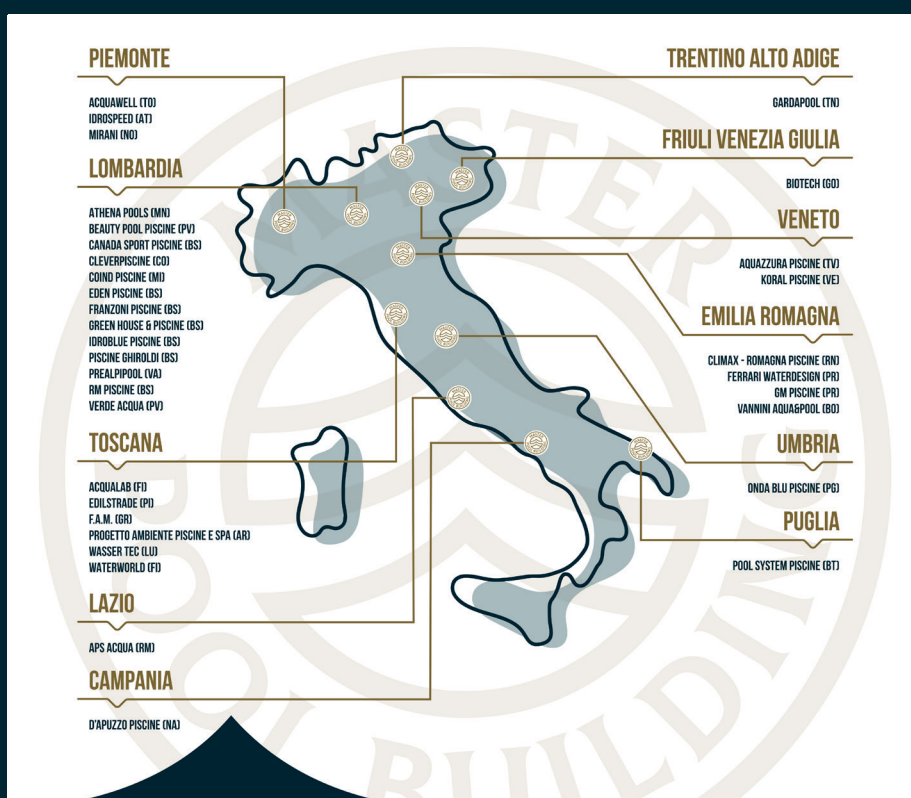 PIEMONTE
ACQUAWELL (TO)
IDROSPEED (AT)
MIRANI (NO)
LOMBARDIA
ATHENA POOLS (MN)
BEAUTY POOL PISCINE (PV)
CANADA SPORT PISCINE (BS)
CLEVERPISCINE (CO)
COIND PISCINE (MI)
EDEN PISCINE (BS)
FRANZONI PISCINE (BS)
GREEN HOUSE & PISCINE (BS)
IDROBLUE PISCINE (BS)
PISCINE GHIROLDI (BS)
PREALPIPOOL (VA)
RM PISCINE (BS)
VERDE ACQUA (PV)
TOSCANA
ACQUALAB (FI)
EDILSTRADE (PI)
F.A.M. (GR)
PROGETTO AMBIENTE PISCINE E SPA (AR)
WASSER TEC (LU)
WATERWORLD (FI)
LAZIO
APS ACQUA (RM)
CAMPANIA
D'APUZZO PISCINE (NA)
TRENTINO ALTO ADIGE
GARDAPOOL (TN)
FRIULI VENEZIA GIULIA
BIOTECH (GO)
VENETO
AQUAZZURA PISCINE (TV)
KORAL PISCINE (VE)
EMILIA ROMAGNA
CLIMAX - ROMAGNA PISCINE (RN)
FERRARI WATERDESIGN (PR)
GM PISCINE (PR)
VANNINI AQUA&POOL (BO)
UMBRIA
ONDA BLU PISCINE (PG)
PUGLIA
POOL SYSTEM PISCINE (BT)
MASTER
POOL BUILDING